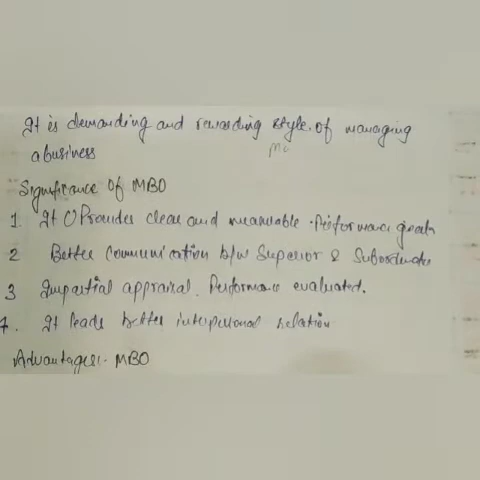 It is demanding and rewarding style. of managing
a business
Significance of MBO
1 It Provides clear and measurable. Performance goals
2 Better Communication b/w Superior & Subordinate
3 Impartial appraisal. Performance evaluated.
7. It leads better interpersonal relation
Advantages:- MBO